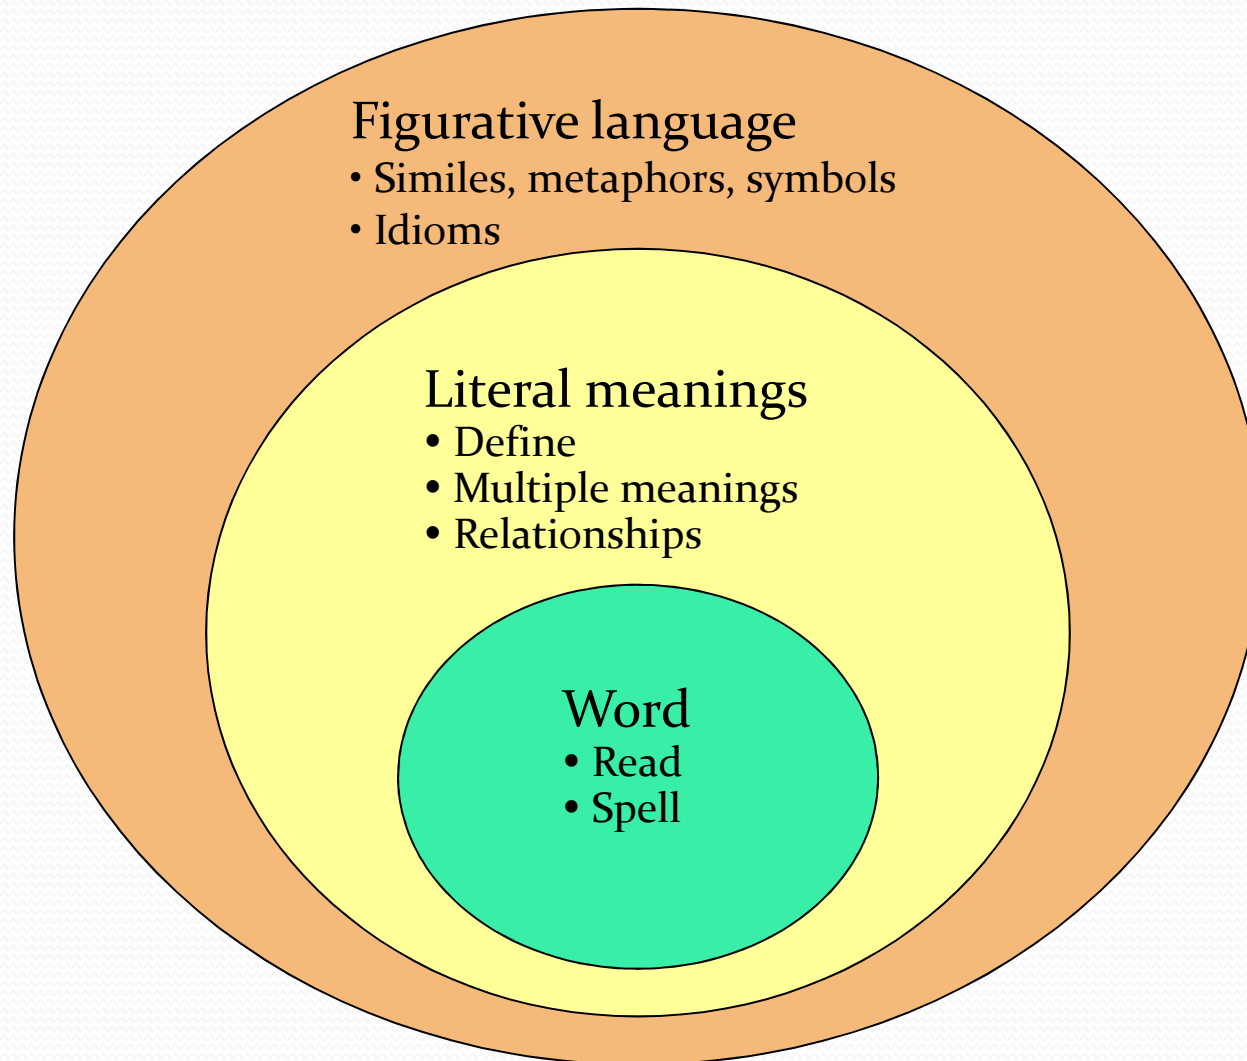 Figurative language
• Similes, metaphors, symbols
• Idioms
Literal meanings
• Define
• Multiple meanings
• Relationships
Word
• Read
• Spell